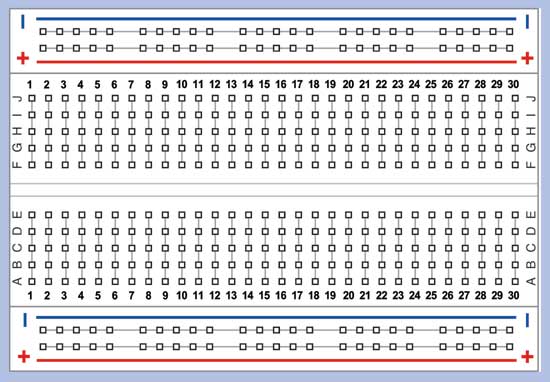 − −
+ +
1 2 3 4 5 6 7 8 9 10 11 12 13 14 15 16 17 18 19 20 21 22 23 24 25 26 27 28 29 30
J J
I I
H H
G G
F F
E E
D D
C C
B B
A A
1 2 3 4 5 6 7 8 9 10 11 12 13 14 15 16 17 18 19 20 21 22 23 24 25 26 27 28 29 30
− −
+ +